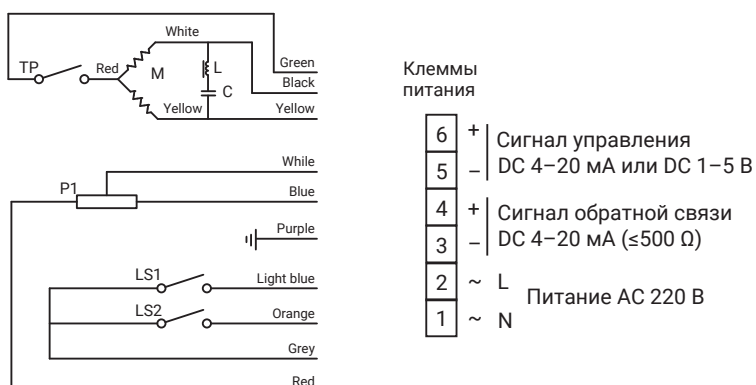 White
TP
Red
M
L
C
Yellow
Green
Black
Yellow
While
P1
Blue
Purple
LS1
Light blue
LS2
Orange
Grey
Red
Клеммы
питания
6 + Сигнал управления
5 – DC 4–20 мА или DC 1–5 В
4 + Сигнал обратной связи
3 – DC 4–20 мА (≤500 Ω)
2 ~ L
Питание AC 220 В
1 ~ N